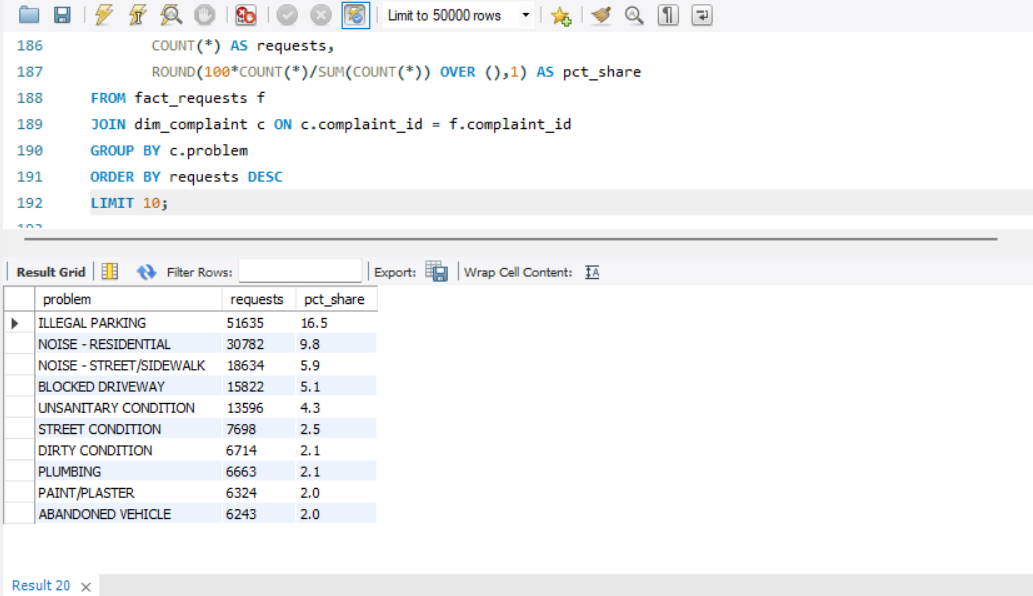 Limit to 50000 rows
186 COUNT(*) AS requests,
187 ROUND(100*COUNT(*)/SUM(COUNT(*)) OVER (),1) AS pct_share
188 FROM fact_requests f
189 JOIN dim_complaint c ON c.complaint_id = f.complaint_id
190 GROUP BY c.problem
191 ORDER BY requests DESC
192 LIMIT 10;
Result Grid Filter Rows: Export: Wrap Cell Content: IA
problem requests pct_share
ILLEGAL PARKING 51635 16.5
NOISE - RESIDENTIAL 30782 9.8
NOISE - STREET/SIDEWALK 18634 5.9
BLOCKED DRIVEWAY 15822 5.1
UNSANITARY CONDITION 13596 4.3
STREET CONDITION 7698 2.5
DIRTY CONDITION 6714 2.1
PLUMBING 6663 2.1
PAINT/PLASTER 6324 2.0
ABANDONED VEHICLE 6243 2.0
Result 20